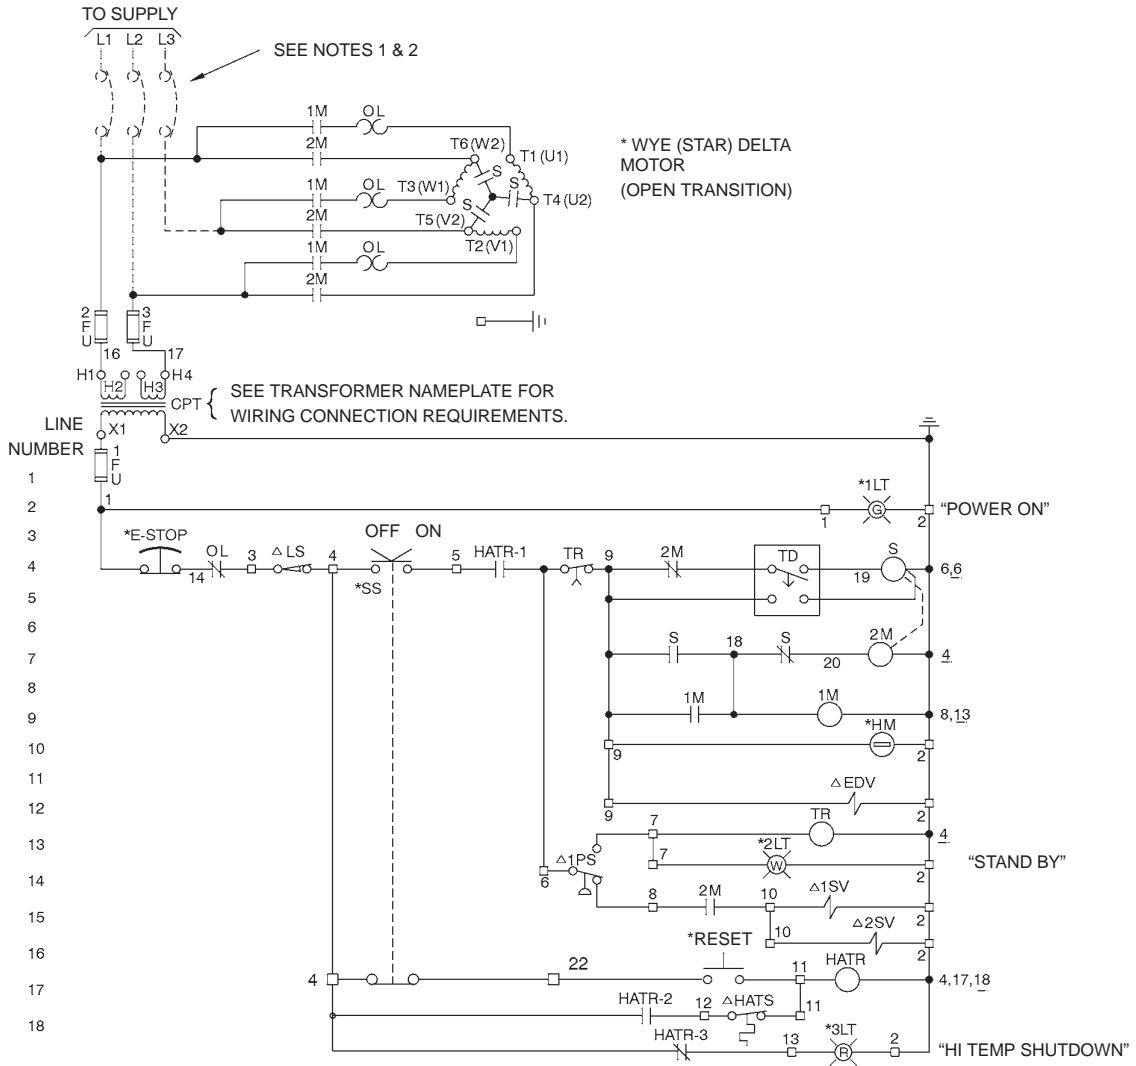 TO SUPPLY
L1 L2 L3
SEE NOTES 1 & 2
1M OL
2M
T6(W2)
T1(U1)
S
S
S
1M OL
T3(W1)
T4(U2)
2M
T5(V2)
T2(V1)
1M OL
2M
* WYE (STAR) DELTA
MOTOR
(OPEN TRANSITION)
2 FU
3 FU
16 17
H1 H2 H3 H4
CPT { SEE TRANSFORMER NAMEPLATE FOR
WIRING CONNECTION REQUIREMENTS.
X1 X2
LINE
NUMBER
1 FU
1
1
2
*1LT
G
1 2
"POWER ON"
3
*E-STOP
OFF ON
4
14 OL 3 △LS 4
*SS
5 HATR-1 TR 9 2M TD 19 S
6,6
5
6
7
S 18 S 20 2M
4
8
9
1M 1M
8,13
10
9 *HM 2
11
12
9 △EDV 2
13
7 TR
4
7 *2LT
W
2
"STAND BY"
14
6 △1PS
15
8 2M 10 △1SV 2
10 △2SV 2
16
*RESET
17
4 22 11 HATR
4,17,18
HATR-2 12 △HATS 11
18
HATR-3 13 *3LT
R
2
"HI TEMP SHUTDOWN"